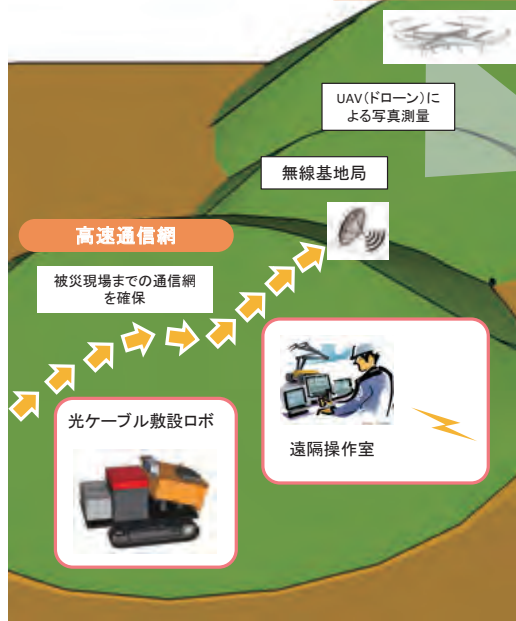 UAV(ドローン)に
よる写真測量
無線基地局
高速通信網
被災現場までの通信網
を確保
光ケーブル敷設ロボ
遠隔操作室